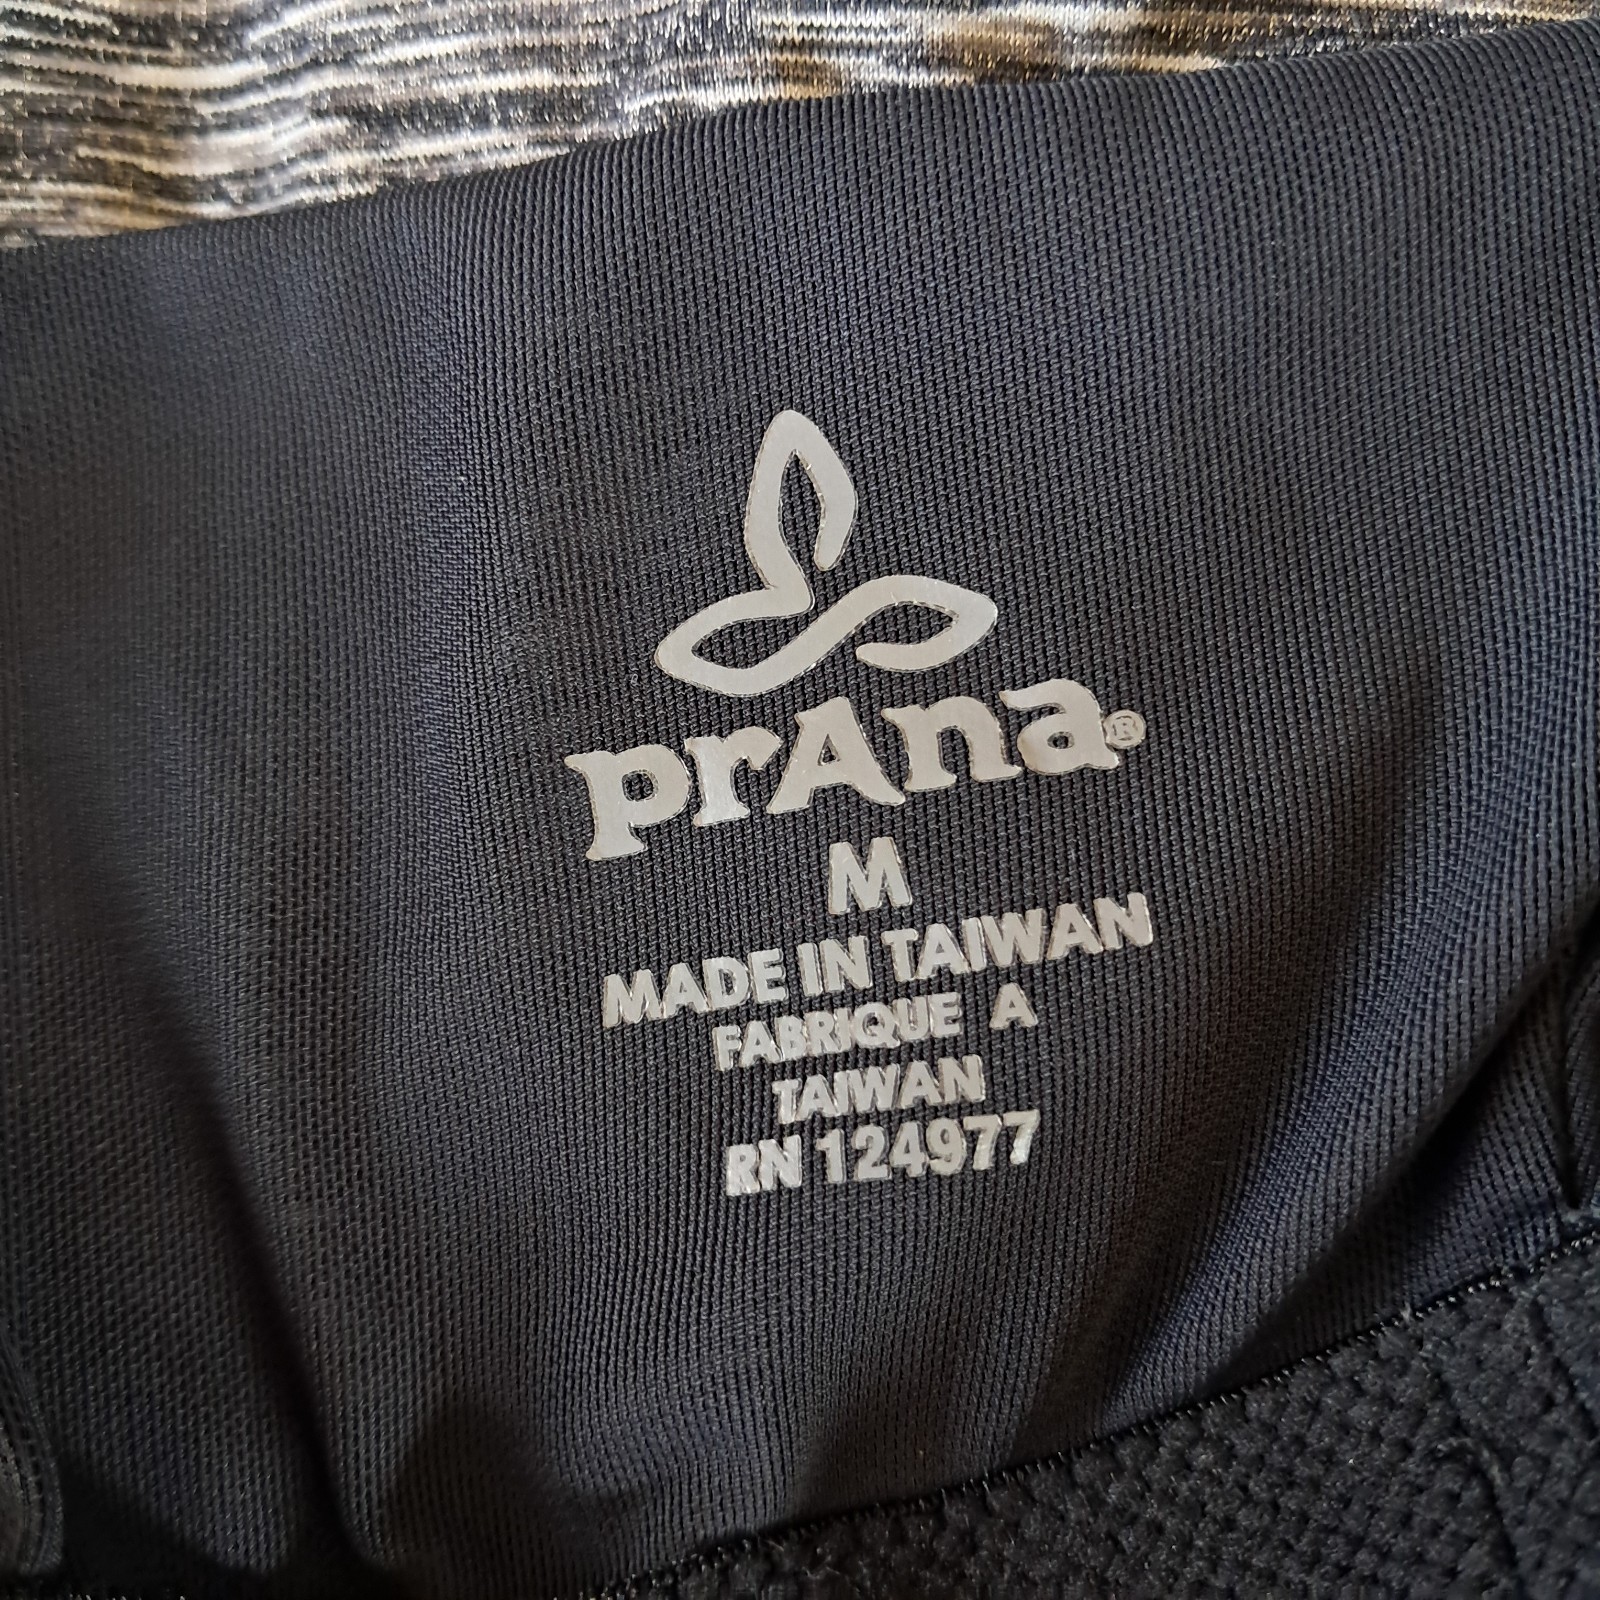 prAna®
M
MADE IN TAIWAN
FABRIQUE A
TAIWAN
RN 124977